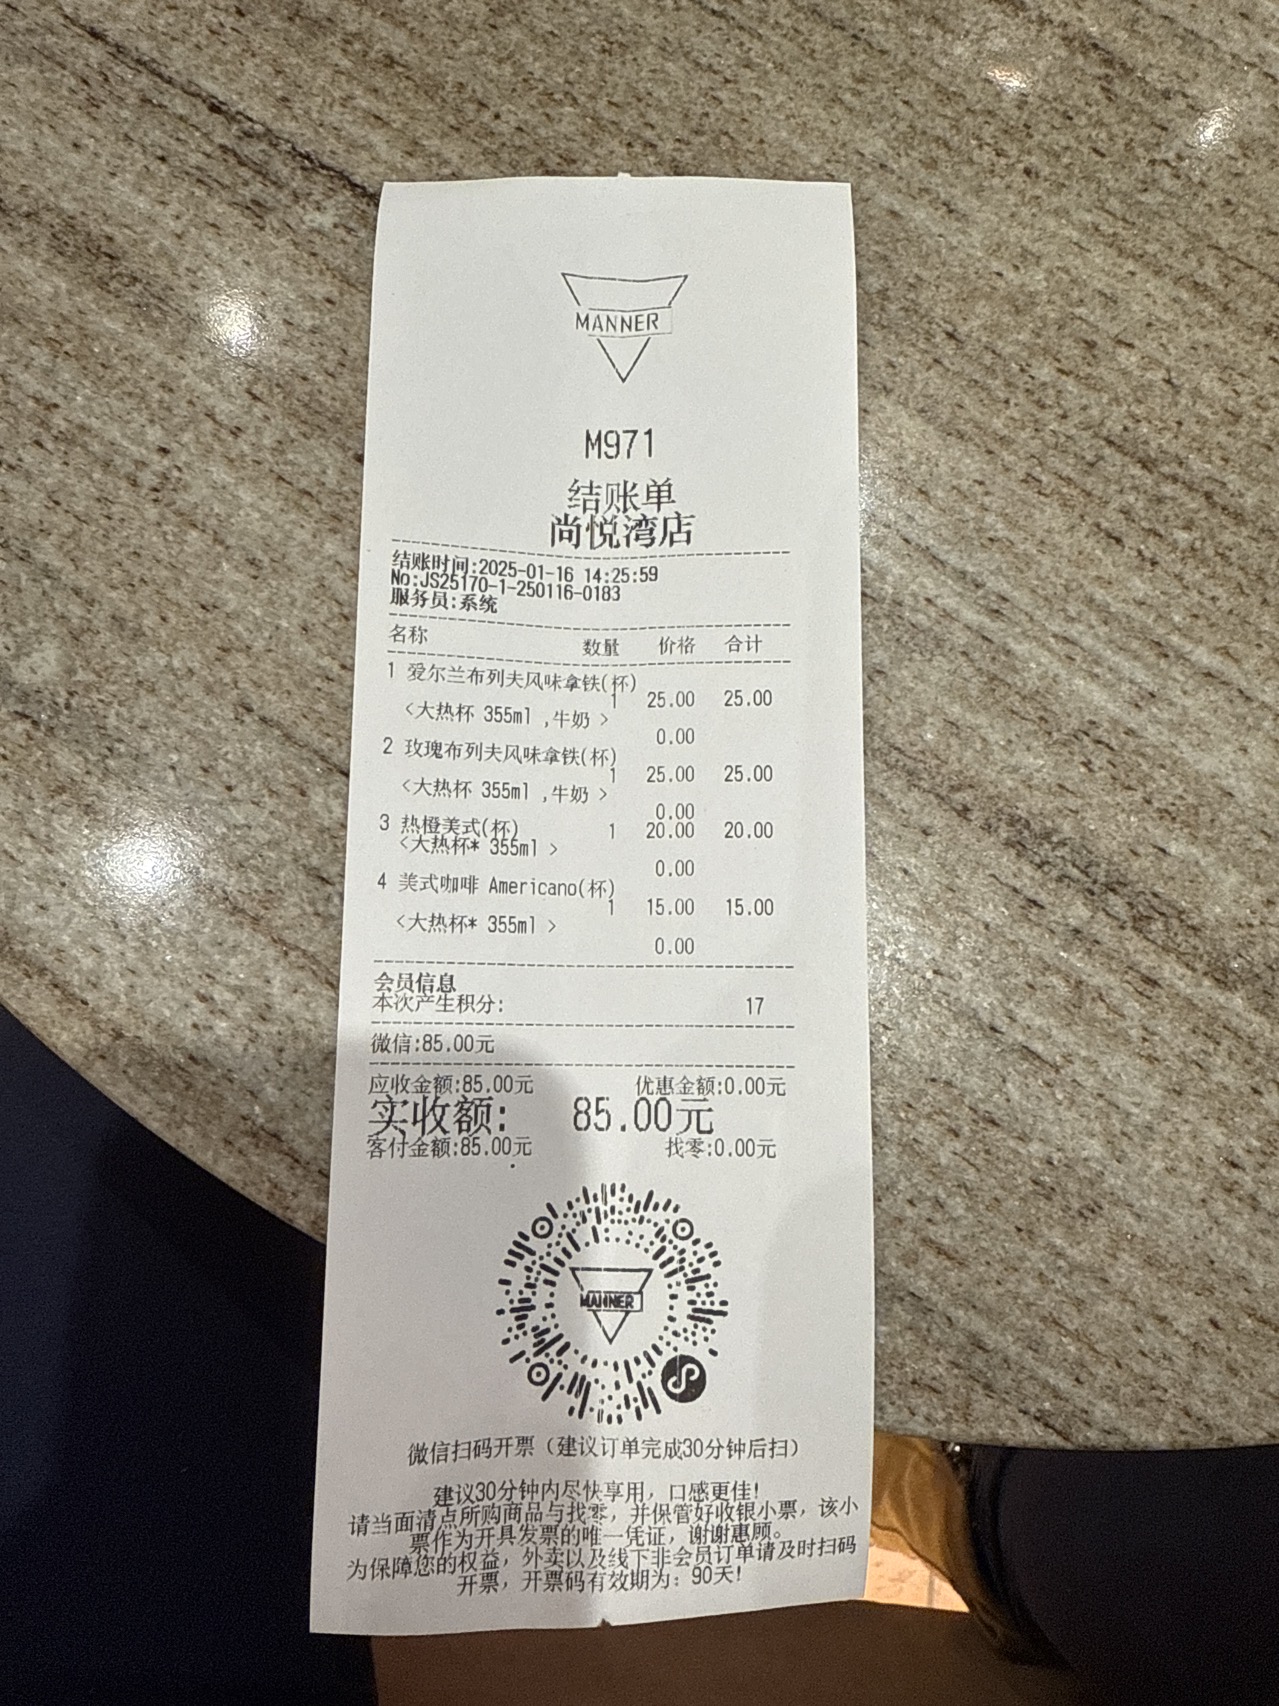 MANNER
M971
结账单
尚悦湾店
结账时间:2025-01-16 14:25:59
No:JS25170-1-250116-0183
服务员:系统
名称 数量 价格 合计
1 爱尔兰布列夫风味拿铁(杯)
1 25.00 25.00
<大热杯 355ml ,牛奶 >
0.00
2 玫瑰布列夫风味拿铁(杯)
1 25.00 25.00
<大热杯 355ml ,牛奶 >
0.00
3 热橙美式(杯) 1 20.00 20.00
<大热杯* 355ml >
0.00
4 美式咖啡 Americano(杯)
1 15.00 15.00
<大热杯* 355ml >
0.00
会员信息
本次产生积分: 17
微信:85.00元
应收金额:85.00元 优惠金额:0.00元
实收额: 85.00元
客付金额:85.00元 找零:0.00元
MANNER
微信扫码开票（建议订单完成30分钟后扫）
建议30分钟内尽快享用，口感更佳!
请当面清点所购商品与找零，并保管好收银小票，该小
票作为开具发票的唯一凭证，谢谢惠顾。
为保障您的权益，外卖以及线下非会员订单请及时扫码
开票，开票码有效期为：90天!